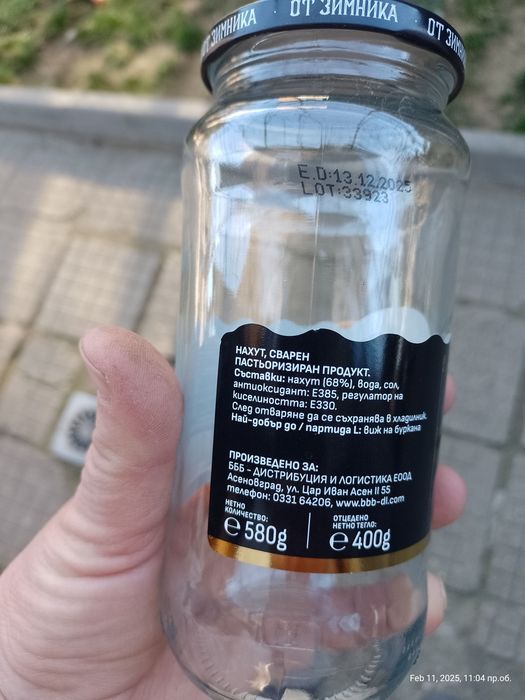 ОТ ЗИМНИКА ОТ ЗИМНИКА ОТ ЗИМНИКА
E.D:13.12.2025
LOT:33923
НАХУТ, СВАРЕН
ПАСТЬОРИЗИРАН ПРОДУКТ.
Съставки: нахут (68%), вода, сол,
антиоксидант: Е385, регулатор на
киселинността: Е330.
След отваряне да се съхранява в хладилник.
Най-добър до / партида L: виж на буркана
ПРОИЗВЕДЕНО ЗА:
БББ - ДИСТРИБУЦИЯ И ЛОГИСТИКА ЕООД
Асеновград, ул. Цар Иван Асен II 55
телефон: 0331 64206, www.bbb-dl.com
НЕТНО
КОЛИЧЕСТВО:
℮ 580g
ОТЦЕДЕНО
НЕТНО ТЕГЛО:
℮ 400g
Feb 11, 2025, 11:04 пр.об.